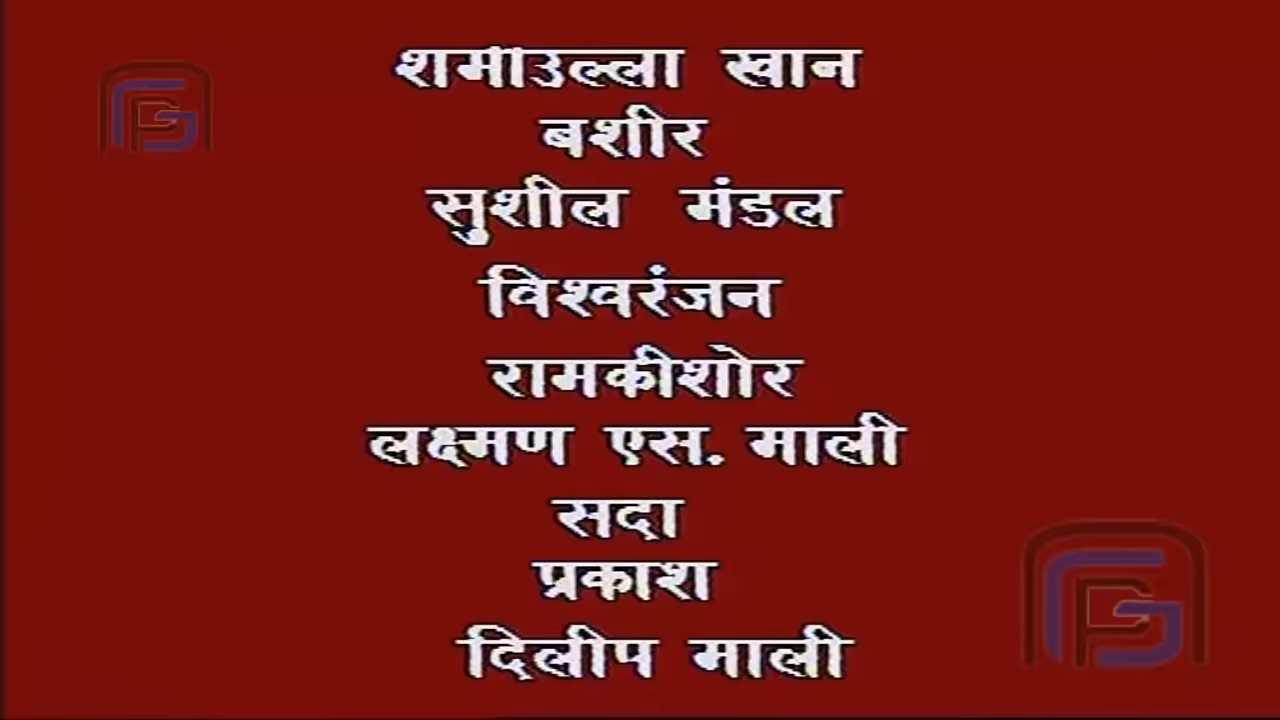 शमीउल्ला खान
बशीर
सुशील मंडल
विश्वरंजन
रामकीशोर
लक्ष्मण एस. माली
सदा
प्रकाश
दिलीप माली